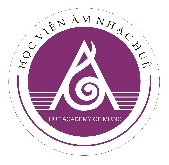 HỌC VIỆN ÂM NHẠC HUẾ
HUE ACADEMY OF MUSIC